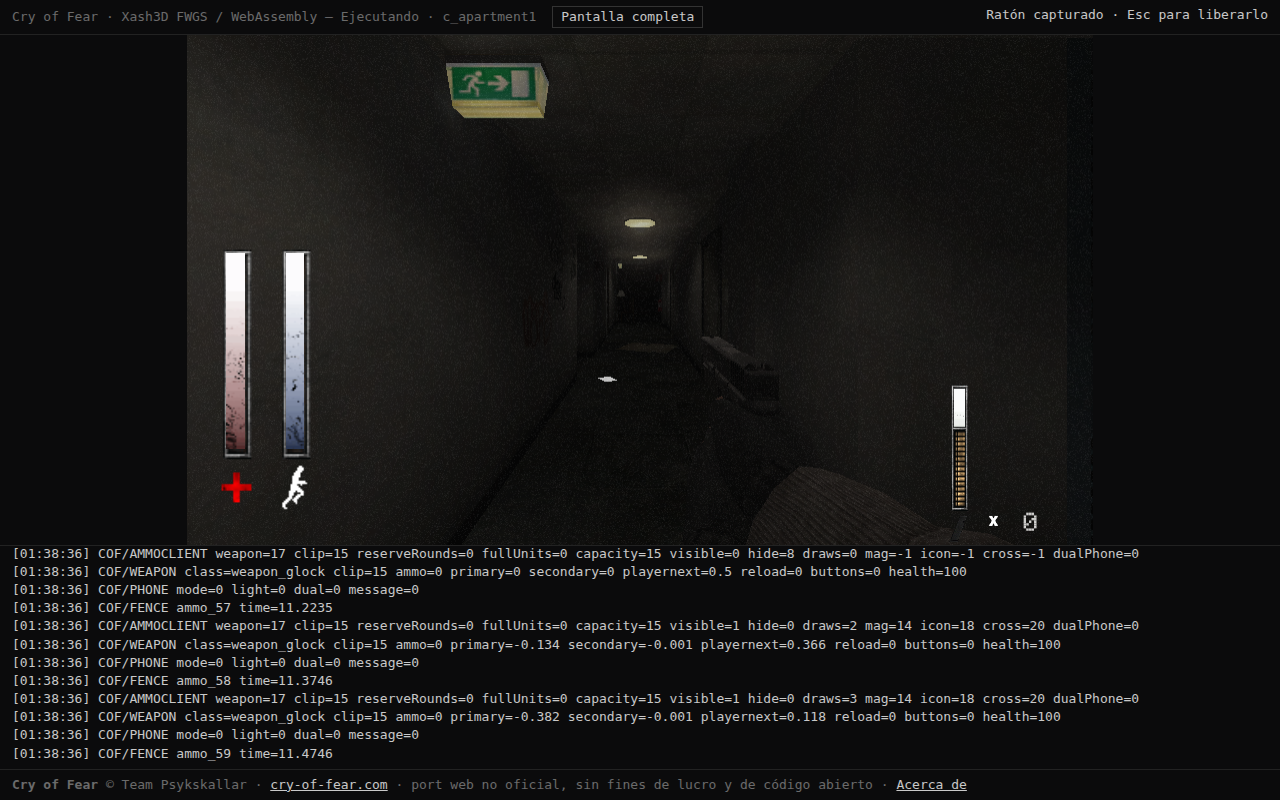 Cry of Fear · Xash3D FWGS / WebAssembly — Ejecutando · c_apartment1
Pantalla completa
Ratón capturado · Esc para liberarlo
x 0
[01:38:36] COF/AMMOCLIENT weapon=17 clip=15 reserveRounds=0 fullUnits=0 capacity=15 visible=0 hide=8 draws=0 mag=-1 icon=-1 cross=-1 dualPhone=0
[01:38:36] COF/WEAPON class=weapon_glock clip=15 ammo=0 primary=0 secondary=0 playernext=0.5 reload=0 buttons=0 health=100
[01:38:36] COF/PHONE mode=0 light=0 dual=0 message=0
[01:38:36] COF/FENCE ammo_57 time=11.2235
[01:38:36] COF/AMMOCLIENT weapon=17 clip=15 reserveRounds=0 fullUnits=0 capacity=15 visible=1 hide=0 draws=2 mag=14 icon=18 cross=20 dualPhone=0
[01:38:36] COF/WEAPON class=weapon_glock clip=15 ammo=0 primary=-0.134 secondary=-0.001 playernext=0.366 reload=0 buttons=0 health=100
[01:38:36] COF/PHONE mode=0 light=0 dual=0 message=0
[01:38:36] COF/FENCE ammo_58 time=11.3746
[01:38:36] COF/AMMOCLIENT weapon=17 clip=15 reserveRounds=0 fullUnits=0 capacity=15 visible=1 hide=0 draws=3 mag=14 icon=18 cross=20 dualPhone=0
[01:38:36] COF/WEAPON class=weapon_glock clip=15 ammo=0 primary=-0.382 secondary=-0.001 playernext=0.118 reload=0 buttons=0 health=100
[01:38:36] COF/PHONE mode=0 light=0 dual=0 message=0
[01:38:36] COF/FENCE ammo_59 time=11.4746
Cry of Fear © Team Psykskallar · cry-of-fear.com · port web no oficial, sin fines de lucro y de código abierto · Acerca de